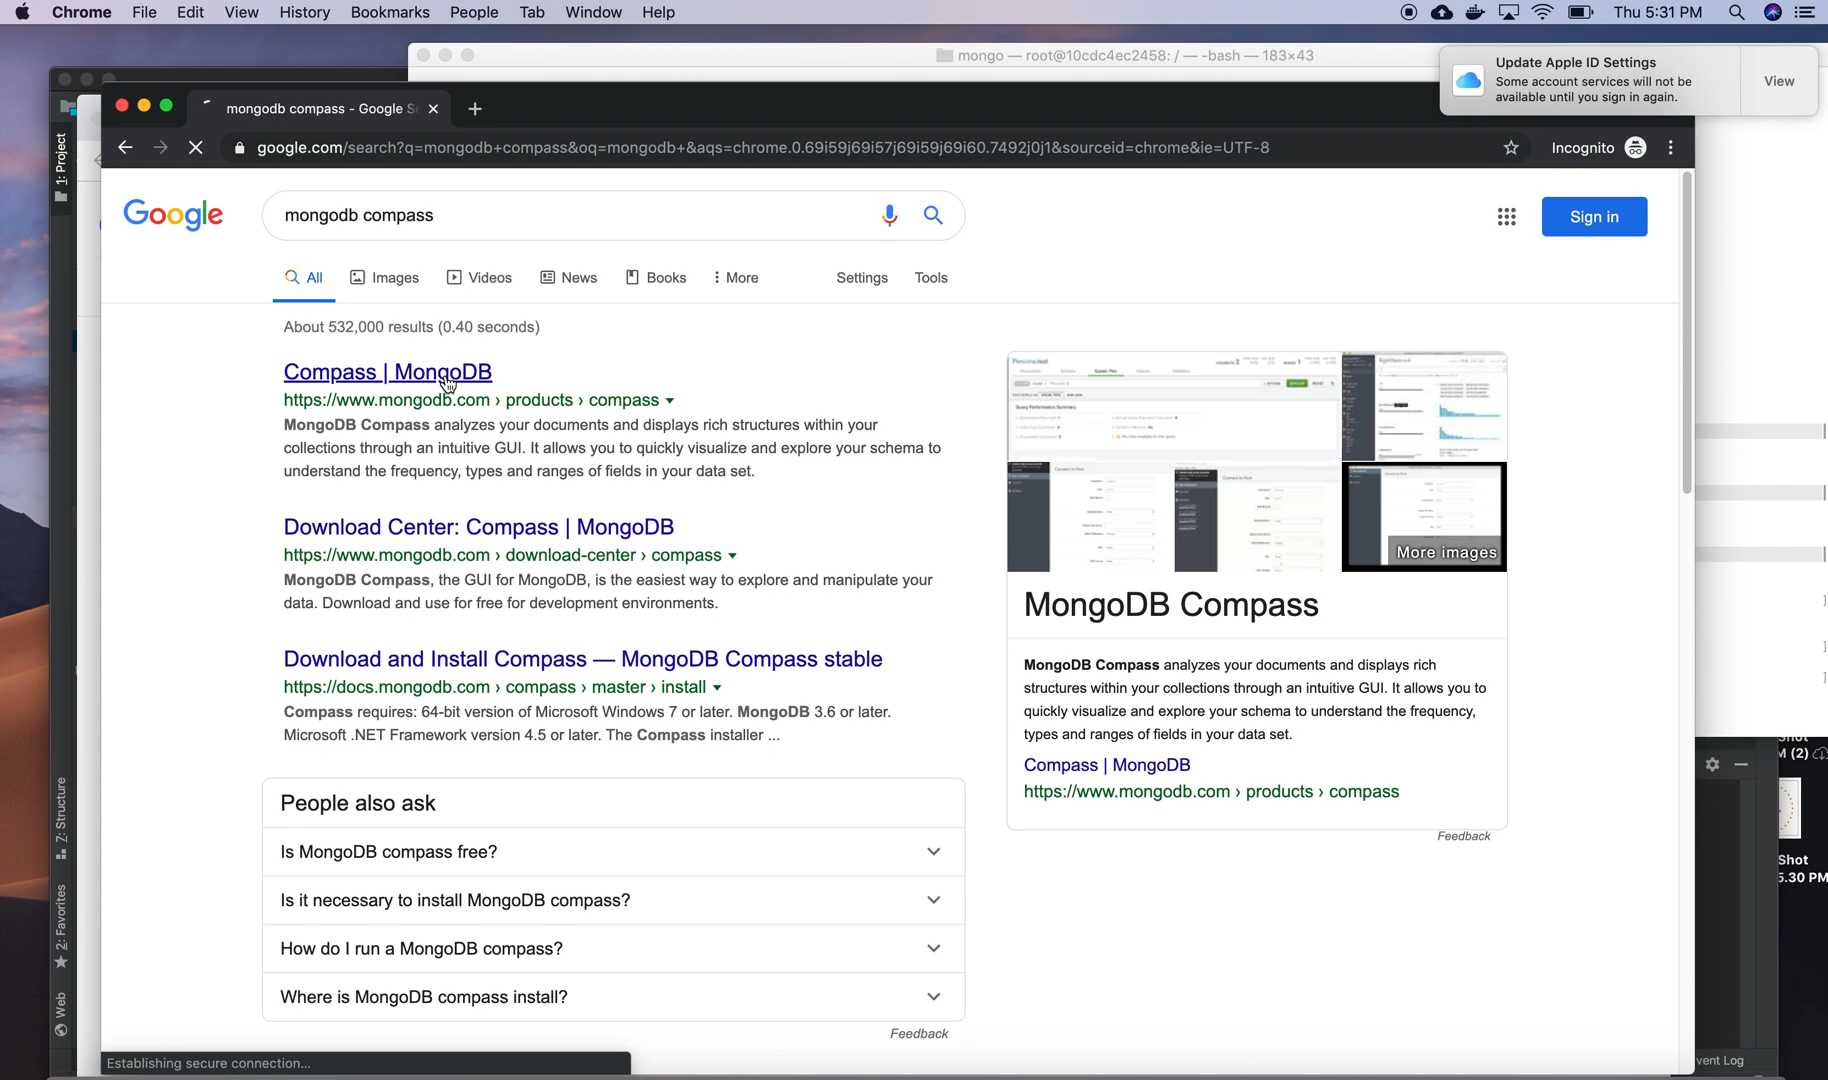 Chrome File Edit View History Bookmarks People Tab Window Help Thu 5:31 PM
mongo — root@10cdc4ec2458: / — -bash — 183×43
Update Apple ID Settings
Some account services will not be
available until you sign in again.
View
mongodb compass - Google S
google.com/search?q=mongodb+compass&oq=mongodb+&aqs=chrome.0.69i59j69i57j69i59j69i60.7492j0j1&sourceid=chrome&ie=UTF-8
Incognito
1: Project
Google
mongodb compass
Sign in
All Images Videos News Books More Settings Tools
About 532,000 results (0.40 seconds)
Compass | MongoDB
https://www.mongodb.com › products › compass
MongoDB Compass analyzes your documents and displays rich structures within your
collections through an intuitive GUI. It allows you to quickly visualize and explore your schema to
understand the frequency, types and ranges of fields in your data set.
Download Center: Compass | MongoDB
https://www.mongodb.com › download-center › compass
MongoDB Compass, the GUI for MongoDB, is the easiest way to explore and manipulate your
data. Download and use for free for development environments.
Download and Install Compass — MongoDB Compass stable
https://docs.mongodb.com › compass › master › install
Compass requires: 64-bit version of Microsoft Windows 7 or later. MongoDB 3.6 or later.
Microsoft .NET Framework version 4.5 or later. The Compass installer ...
People also ask
Is MongoDB compass free?
Is it necessary to install MongoDB compass?
How do I run a MongoDB compass?
Where is MongoDB compass install?
Feedback
More images
MongoDB Compass
MongoDB Compass analyzes your documents and displays rich
structures within your collections through an intuitive GUI. It allows you to
quickly visualize and explore your schema to understand the frequency,
types and ranges of fields in your data set.
Compass | MongoDB
https://www.mongodb.com › products › compass
Feedback
7: Structure
2: Favorites
Web
Establishing secure connection...
M (2)
Shot
5.30 PM
vent Log